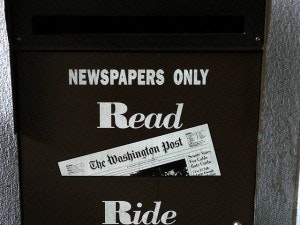 NEWSPAPERS ONLY
Read
The Washington Post
Ride